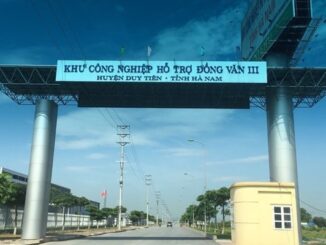 KHU CÔNG NGHIỆP HỖ TRỢ ĐỒNG VĂN III
HUYỆN DUY TIÊN - TỈNH HÀ NAM